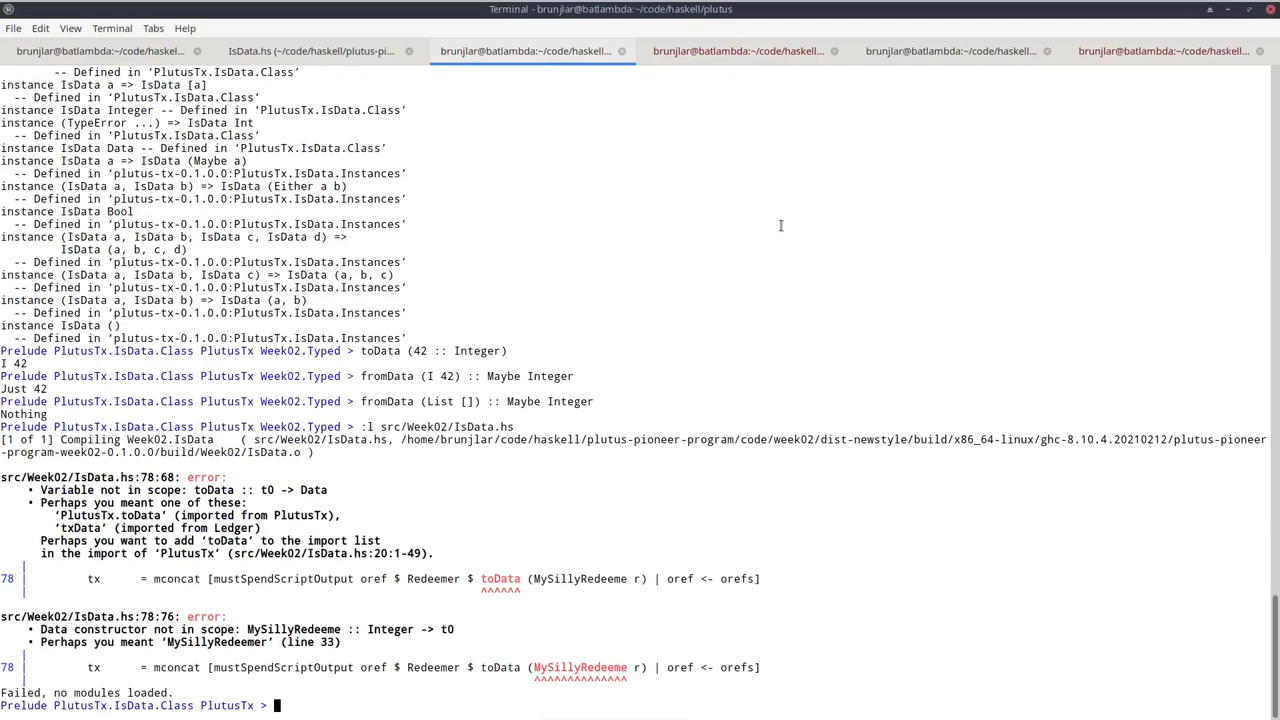 Terminal - brunjlar@batlambda:~/code/haskell/plutus
File Edit View Terminal Tabs Help
brunjlar@batlambda:~/code/haskel... IsData.hs (~/code/haskell/plutus-pi... brunjlar@batlambda:~/code/haskell... brunjlar@batlambda:~/code/haskell... brunjlar@batlambda:~/code/haskell... brunjlar@batlambda:~/code/haskell...
-- Defined in ‘PlutusTx.IsData.Class’
instance IsData a => IsData [a]
-- Defined in ‘PlutusTx.IsData.Class’
instance IsData Integer -- Defined in ‘PlutusTx.IsData.Class’
instance (TypeError ...) => IsData Int
-- Defined in ‘PlutusTx.IsData.Class’
instance IsData Data -- Defined in ‘PlutusTx.IsData.Class’
instance IsData a => IsData (Maybe a)
-- Defined in ‘plutus-tx-0.1.0.0:PlutusTx.IsData.Instances’
instance (IsData a, IsData b) => IsData (Either a b)
-- Defined in ‘plutus-tx-0.1.0.0:PlutusTx.IsData.Instances’
instance IsData Bool
-- Defined in ‘plutus-tx-0.1.0.0:PlutusTx.IsData.Instances’
instance (IsData a, IsData b, IsData c, IsData d) =>
IsData (a, b, c, d)
-- Defined in ‘plutus-tx-0.1.0.0:PlutusTx.IsData.Instances’
instance (IsData a, IsData b, IsData c) => IsData (a, b, c)
-- Defined in ‘plutus-tx-0.1.0.0:PlutusTx.IsData.Instances’
instance (IsData a, IsData b) => IsData (a, b)
-- Defined in ‘plutus-tx-0.1.0.0:PlutusTx.IsData.Instances’
instance IsData ()
-- Defined in ‘plutus-tx-0.1.0.0:PlutusTx.IsData.Instances’
Prelude PlutusTx.IsData.Class PlutusTx Week02.Typed > toData (42 :: Integer)
I 42
Prelude PlutusTx.IsData.Class PlutusTx Week02.Typed > fromData (I 42) :: Maybe Integer
Just 42
Prelude PlutusTx.IsData.Class PlutusTx Week02.Typed > fromData (List []) :: Maybe Integer
Nothing
Prelude PlutusTx.IsData.Class PlutusTx Week02.Typed > :l src/Week02/IsData.hs
[1 of 1] Compiling Week02.IsData ( src/Week02/IsData.hs, /home/brunjlar/code/haskell/plutus-pioneer-program/code/week02/dist-newstyle/build/x86_64-linux/ghc-8.10.4.20210212/plutus-pioneer
-program-week02-0.1.0.0/build/Week02/IsData.o )
src/Week02/IsData.hs:78:68: error:
• Variable not in scope: toData :: t0 -> Data
• Perhaps you meant one of these:
‘PlutusTx.toData’ (imported from PlutusTx),
‘txData’ (imported from Ledger)
Perhaps you want to add ‘toData’ to the import list
in the import of ‘PlutusTx’ (src/Week02/IsData.hs:20:1-49).
|
78 | tx = mconcat [mustSpendScriptOutput oref $ Redeemer $ toData (MySillyRedeeme r) | oref <- orefs]
| ^^^^^^
src/Week02/IsData.hs:78:76: error:
• Data constructor not in scope: MySillyRedeeme :: Integer -> t0
• Perhaps you meant ‘MySillyRedeemer’ (line 33)
|
78 | tx = mconcat [mustSpendScriptOutput oref $ Redeemer $ toData (MySillyRedeeme r) | oref <- orefs]
| ^^^^^^^^^^^^^^
Failed, no modules loaded.
Prelude PlutusTx.IsData.Class PlutusTx >